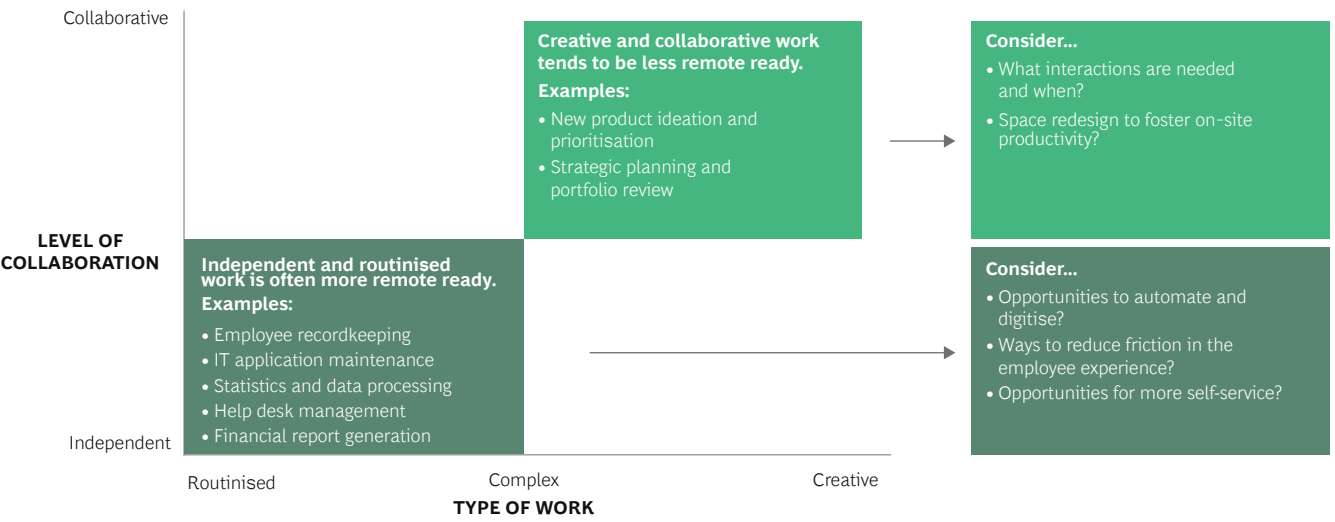 Collaborative
Creative and collaborative work
tends to be less remote ready.
Examples:
• New product ideation and
prioritisation
• Strategic planning and
portfolio review
Consider...
• What interactions are needed
and when?
• Space redesign to foster on-site
productivity?
LEVEL OF
COLLABORATION
Independent and routinised
work is often more remote ready.
Examples:
• Employee recordkeeping
• IT application maintenance
• Statistics and data processing
• Help desk management
• Financial report generation
Consider...
• Opportunities to automate and
digitise?
• Ways to reduce friction in the
employee experience?
• Opportunities for more self-service?
Independent
Routinised
Complex
Creative
TYPE OF WORK